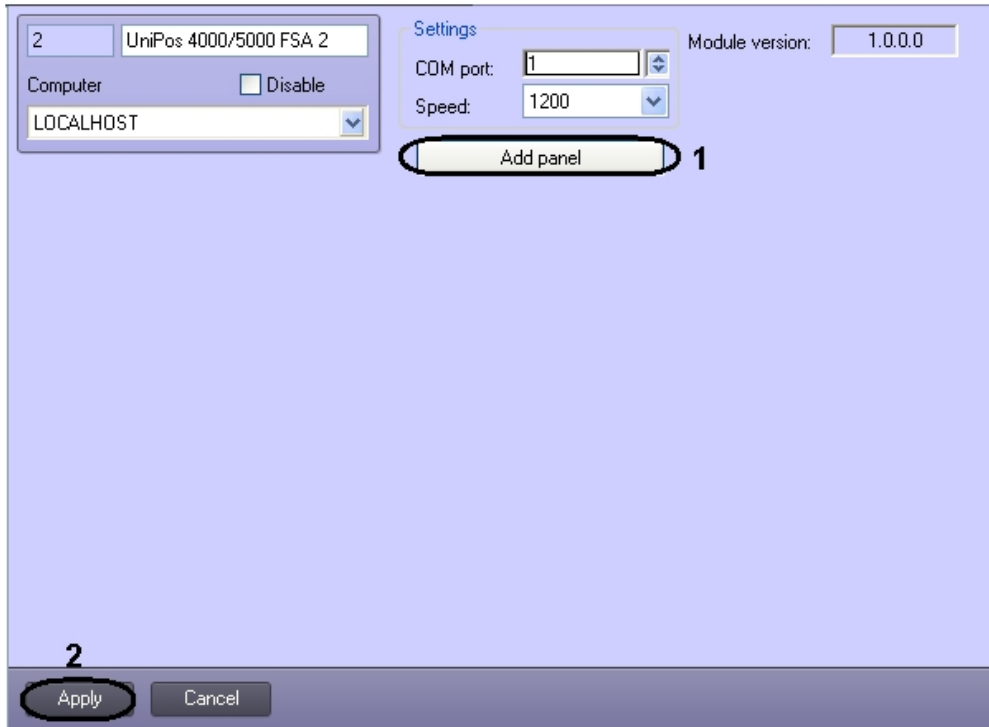 2 UniPos 4000/5000 FSA 2
Computer Disable
LOCALHOST
Settings
COM port: 1
Speed: 1200
Module version: 1.0.0.0
Add panel 1
2
Apply Cancel